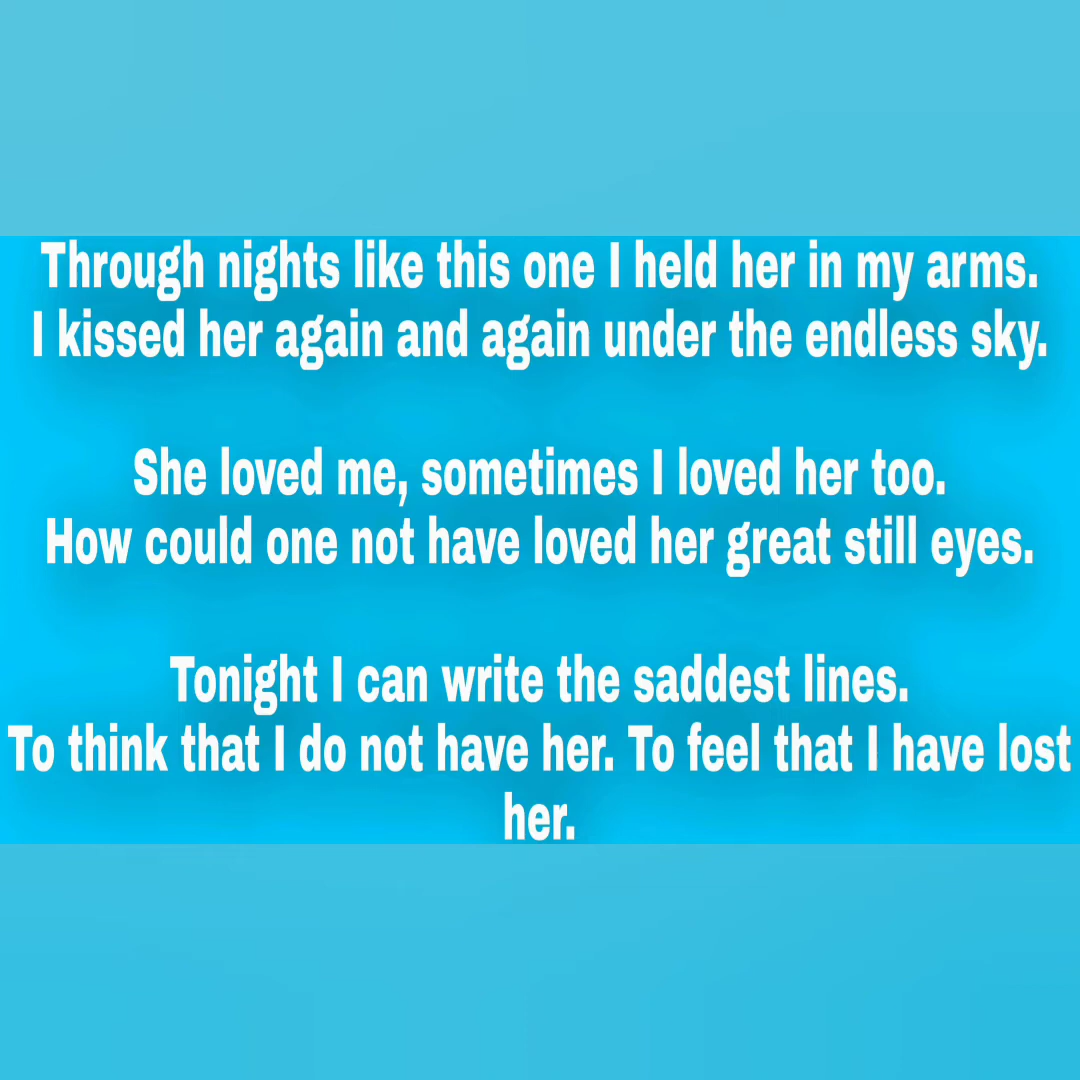 Through nights like this one I held her in my arms.
I kissed her again and again under the endless sky.
She loved me, sometimes I loved her too.
How could one not have loved her great still eyes.
Tonight I can write the saddest lines.
To think that I do not have her. To feel that I have lost
her.